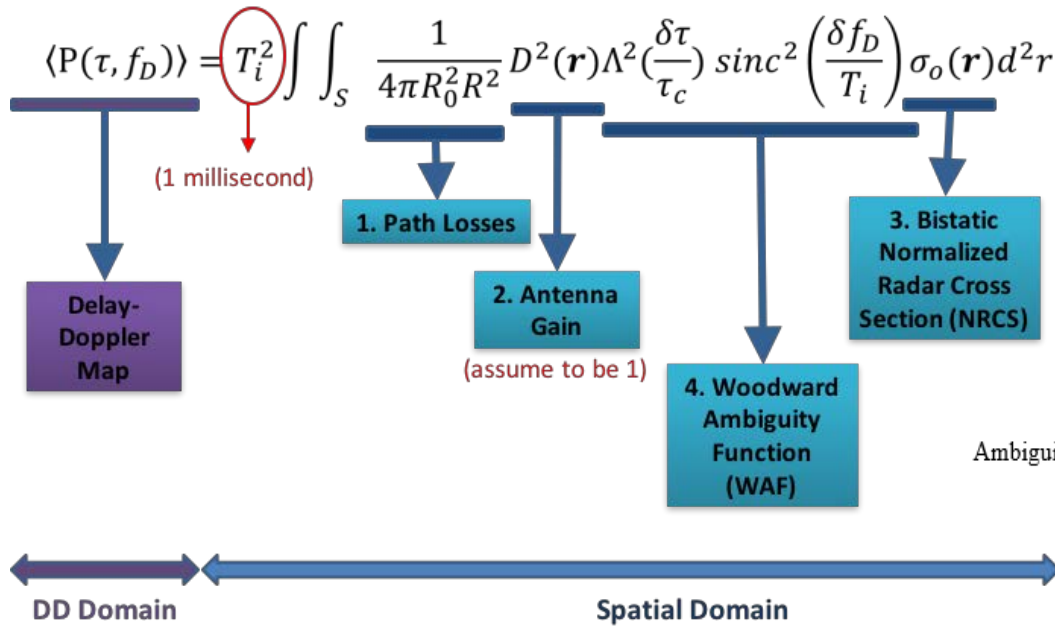 ⟨P(τ, f_D)⟩ = T_i^2 ∫ ∫_S 1/(4πR_0^2R^2) D^2(𝒓)Λ^2(δτ/τ_c) sinc^2 (δf_D/T_i) σ_o(𝒓)d^2r
(1 millisecond)
1. Path Losses
3. Bistatic
Normalized
Radar Cross
Section (NRCS)
Delay-
Doppler
Map
2. Antenna
Gain
(assume to be 1)
4. Woodward
Ambiguity
Function
(WAF)
Ambigui
DD Domain
Spatial Domain